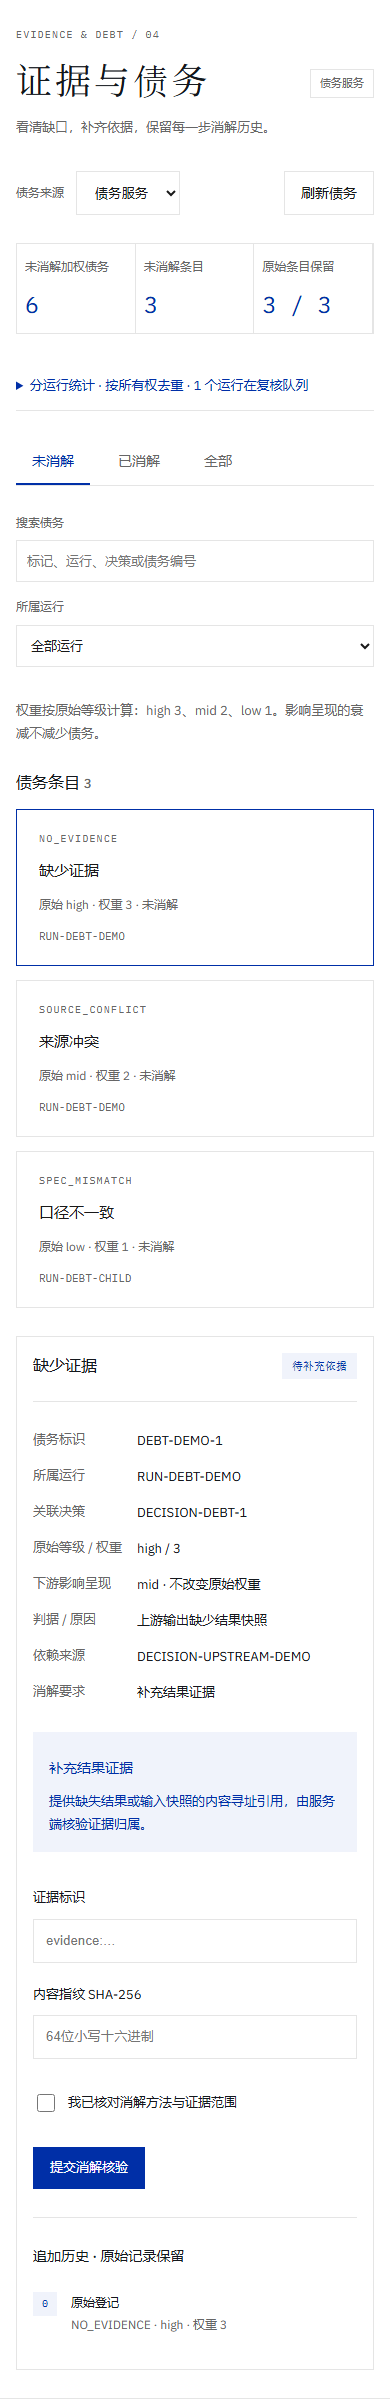 EVIDENCE & DEBT / 04
证据与债务
债务服务
看清缺口，补齐依据，保留每一步消解历史。
债务来源
债务服务
刷新债务
未消解加权债务
未消解条目
原始条目保留
6
3
3 / 3
分运行统计 · 按所有权去重 · 1 个运行在复核队列
未消解
已消解
全部
搜索债务
标记、运行、决策或债务编号
所属运行
全部运行
权重按原始等级计算：high 3、mid 2、low 1。影响呈现的衰
减不减少债务。
债务条目 3
NO_EVIDENCE
缺少证据
原始 high · 权重 3 · 未消解
RUN-DEBT-DEMO
SOURCE_CONFLICT
来源冲突
原始 mid · 权重 2 · 未消解
RUN-DEBT-DEMO
SPEC_MISMATCH
口径不一致
原始 low · 权重 1 · 未消解
RUN-DEBT-CHILD
缺少证据
待补充依据
债务标识 DEBT-DEMO-1
所属运行 RUN-DEBT-DEMO
关联决策 DECISION-DEBT-1
原始等级 / 权重 high / 3
下游影响呈现 mid · 不改变原始权重
判据 / 原因 上游输出缺少结果快照
依赖来源 DECISION-UPSTREAM-DEMO
消解要求 补充结果证据
补充结果证据
提供缺失结果或输入快照的内容寻址引用，由服务
端核验证据归属。
证据标识
evidence:...
内容指纹 SHA-256
64位小写十六进制
我已核对消解方法与证据范围
提交消解核验
追加历史 · 原始记录保留
0
原始登记
NO_EVIDENCE · high · 权重 3